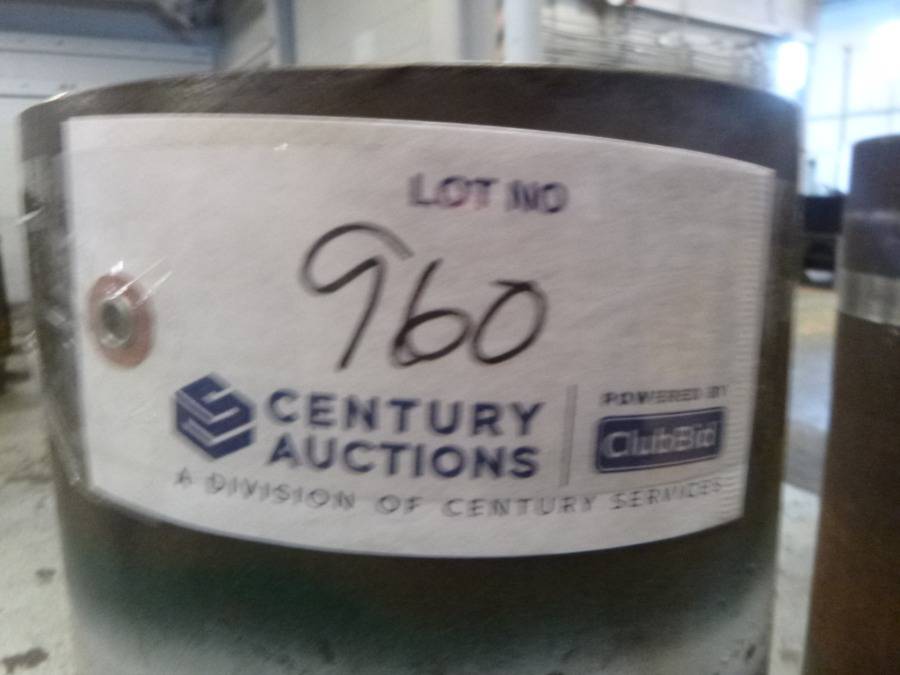 LOT NO
960
CENTURY AUCTIONS
POWERED BY
ClubBid
A DIVISION OF CENTURY SERVICES